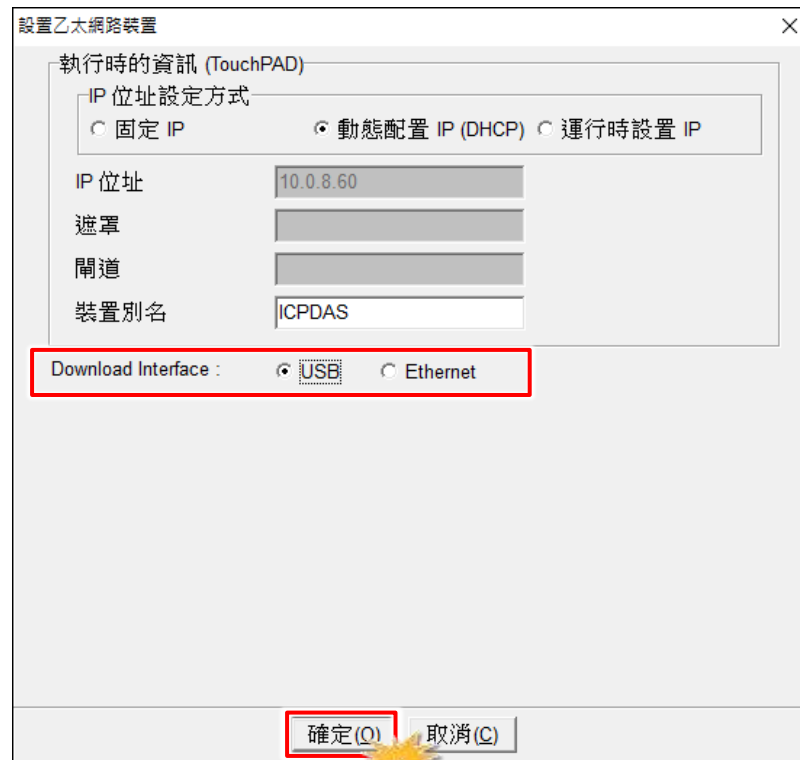 設置乙太網路裝置
執行時的資訊 (TouchPAD)
IP 位址設定方式
固定 IP 動態配置 IP (DHCP) 運行時設置 IP
IP 位址 10.0.8.60
遮罩
閘道
裝置別名 ICPDAS
Download Interface : USB Ethernet
確定(O) 取消(C)